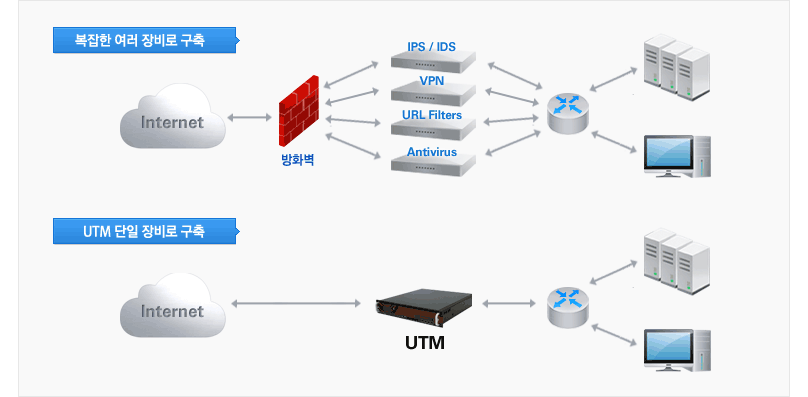 복잡한 여러 장비로 구축
IPS / IDS
VPN
URL Filters
Antivirus
Internet
방화벽
UTM 단일 장비로 구축
Internet
UTM